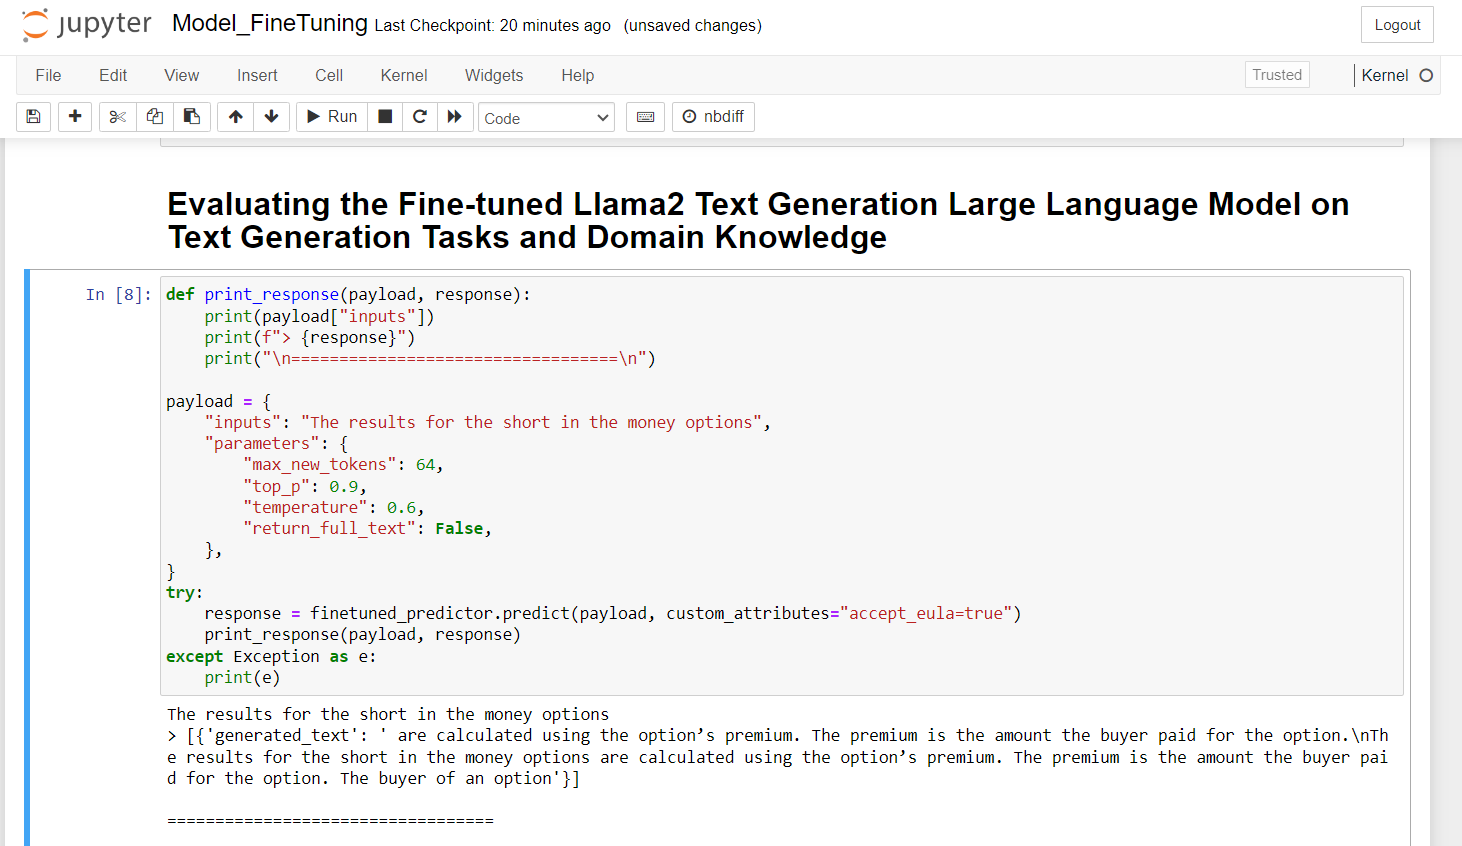 jupyter Model_FineTuning Last Checkpoint: 20 minutes ago (unsaved changes) Logout
File Edit View Insert Cell Kernel Widgets Help Trusted Kernel
Run Code nbdiff
Evaluating the Fine-tuned Llama2 Text Generation Large Language Model on
Text Generation Tasks and Domain Knowledge
In [8]: def print_response(payload, response):
    print(payload["inputs"])
    print(f"> {response}")
    print("\n==================================\n")
payload = {
    "inputs": "The results for the short in the money options",
    "parameters": {
        "max_new_tokens": 64,
        "top_p": 0.9,
        "temperature": 0.6,
        "return_full_text": False,
    },
}
try:
    response = finetuned_predictor.predict(payload, custom_attributes="accept_eula=true")
    print_response(payload, response)
except Exception as e:
    print(e)
The results for the short in the money options
> [{'generated_text': ' are calculated using the option’s premium. The premium is the amount the buyer paid for the option.\nTh
e results for the short in the money options are calculated using the option’s premium. The premium is the amount the buyer pai
d for the option. The buyer of an option'}]
==================================